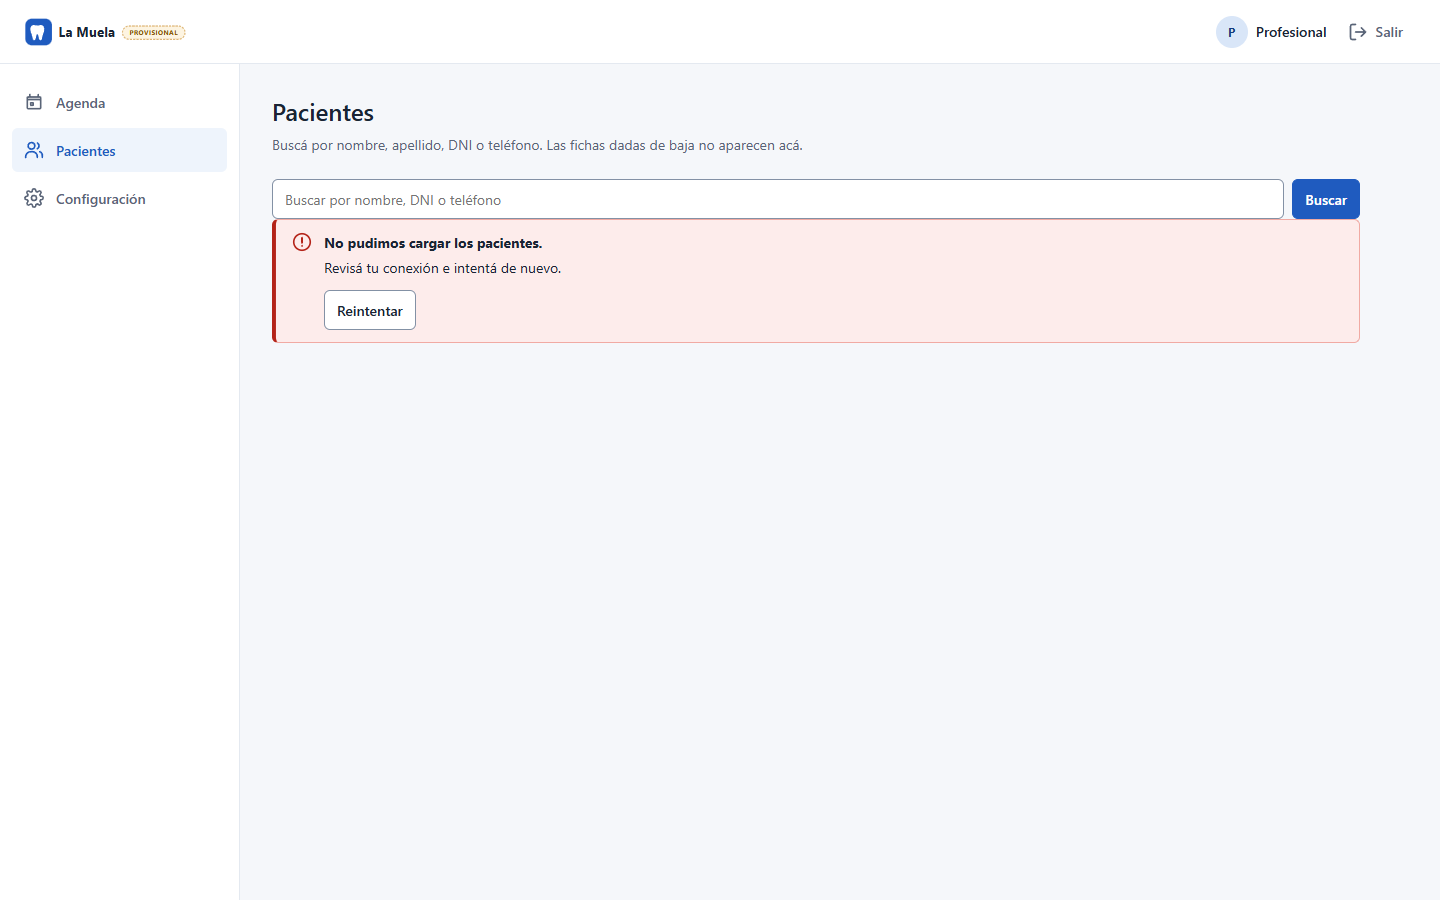 La Muela
PROVISIONAL
P
Profesional
Salir
Agenda
Pacientes
Configuración
Pacientes
Buscá por nombre, apellido, DNI o teléfono. Las fichas dadas de baja no aparecen acá.
Buscar por nombre, DNI o teléfono
Buscar
No pudimos cargar los pacientes.
Revisá tu conexión e intentá de nuevo.
Reintentar